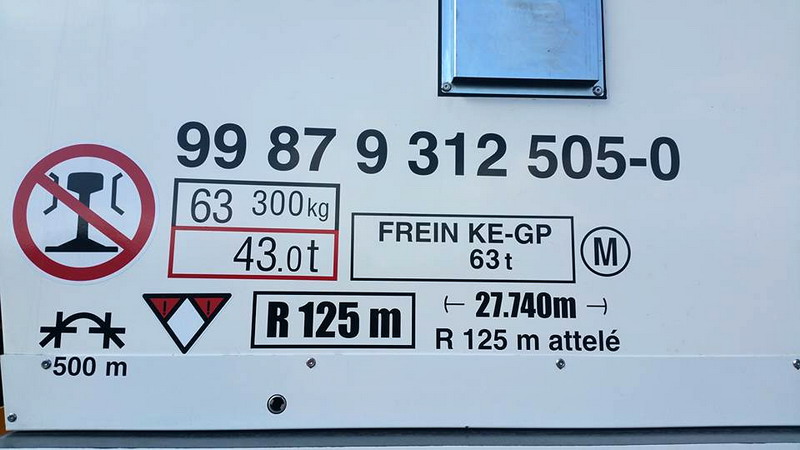 99 87 9 312 505-0
63 300kg
43.0t
FREIN KE-GP
63 t
M
R 125 m
27.740m
R 125 m attelé
500 m
! !